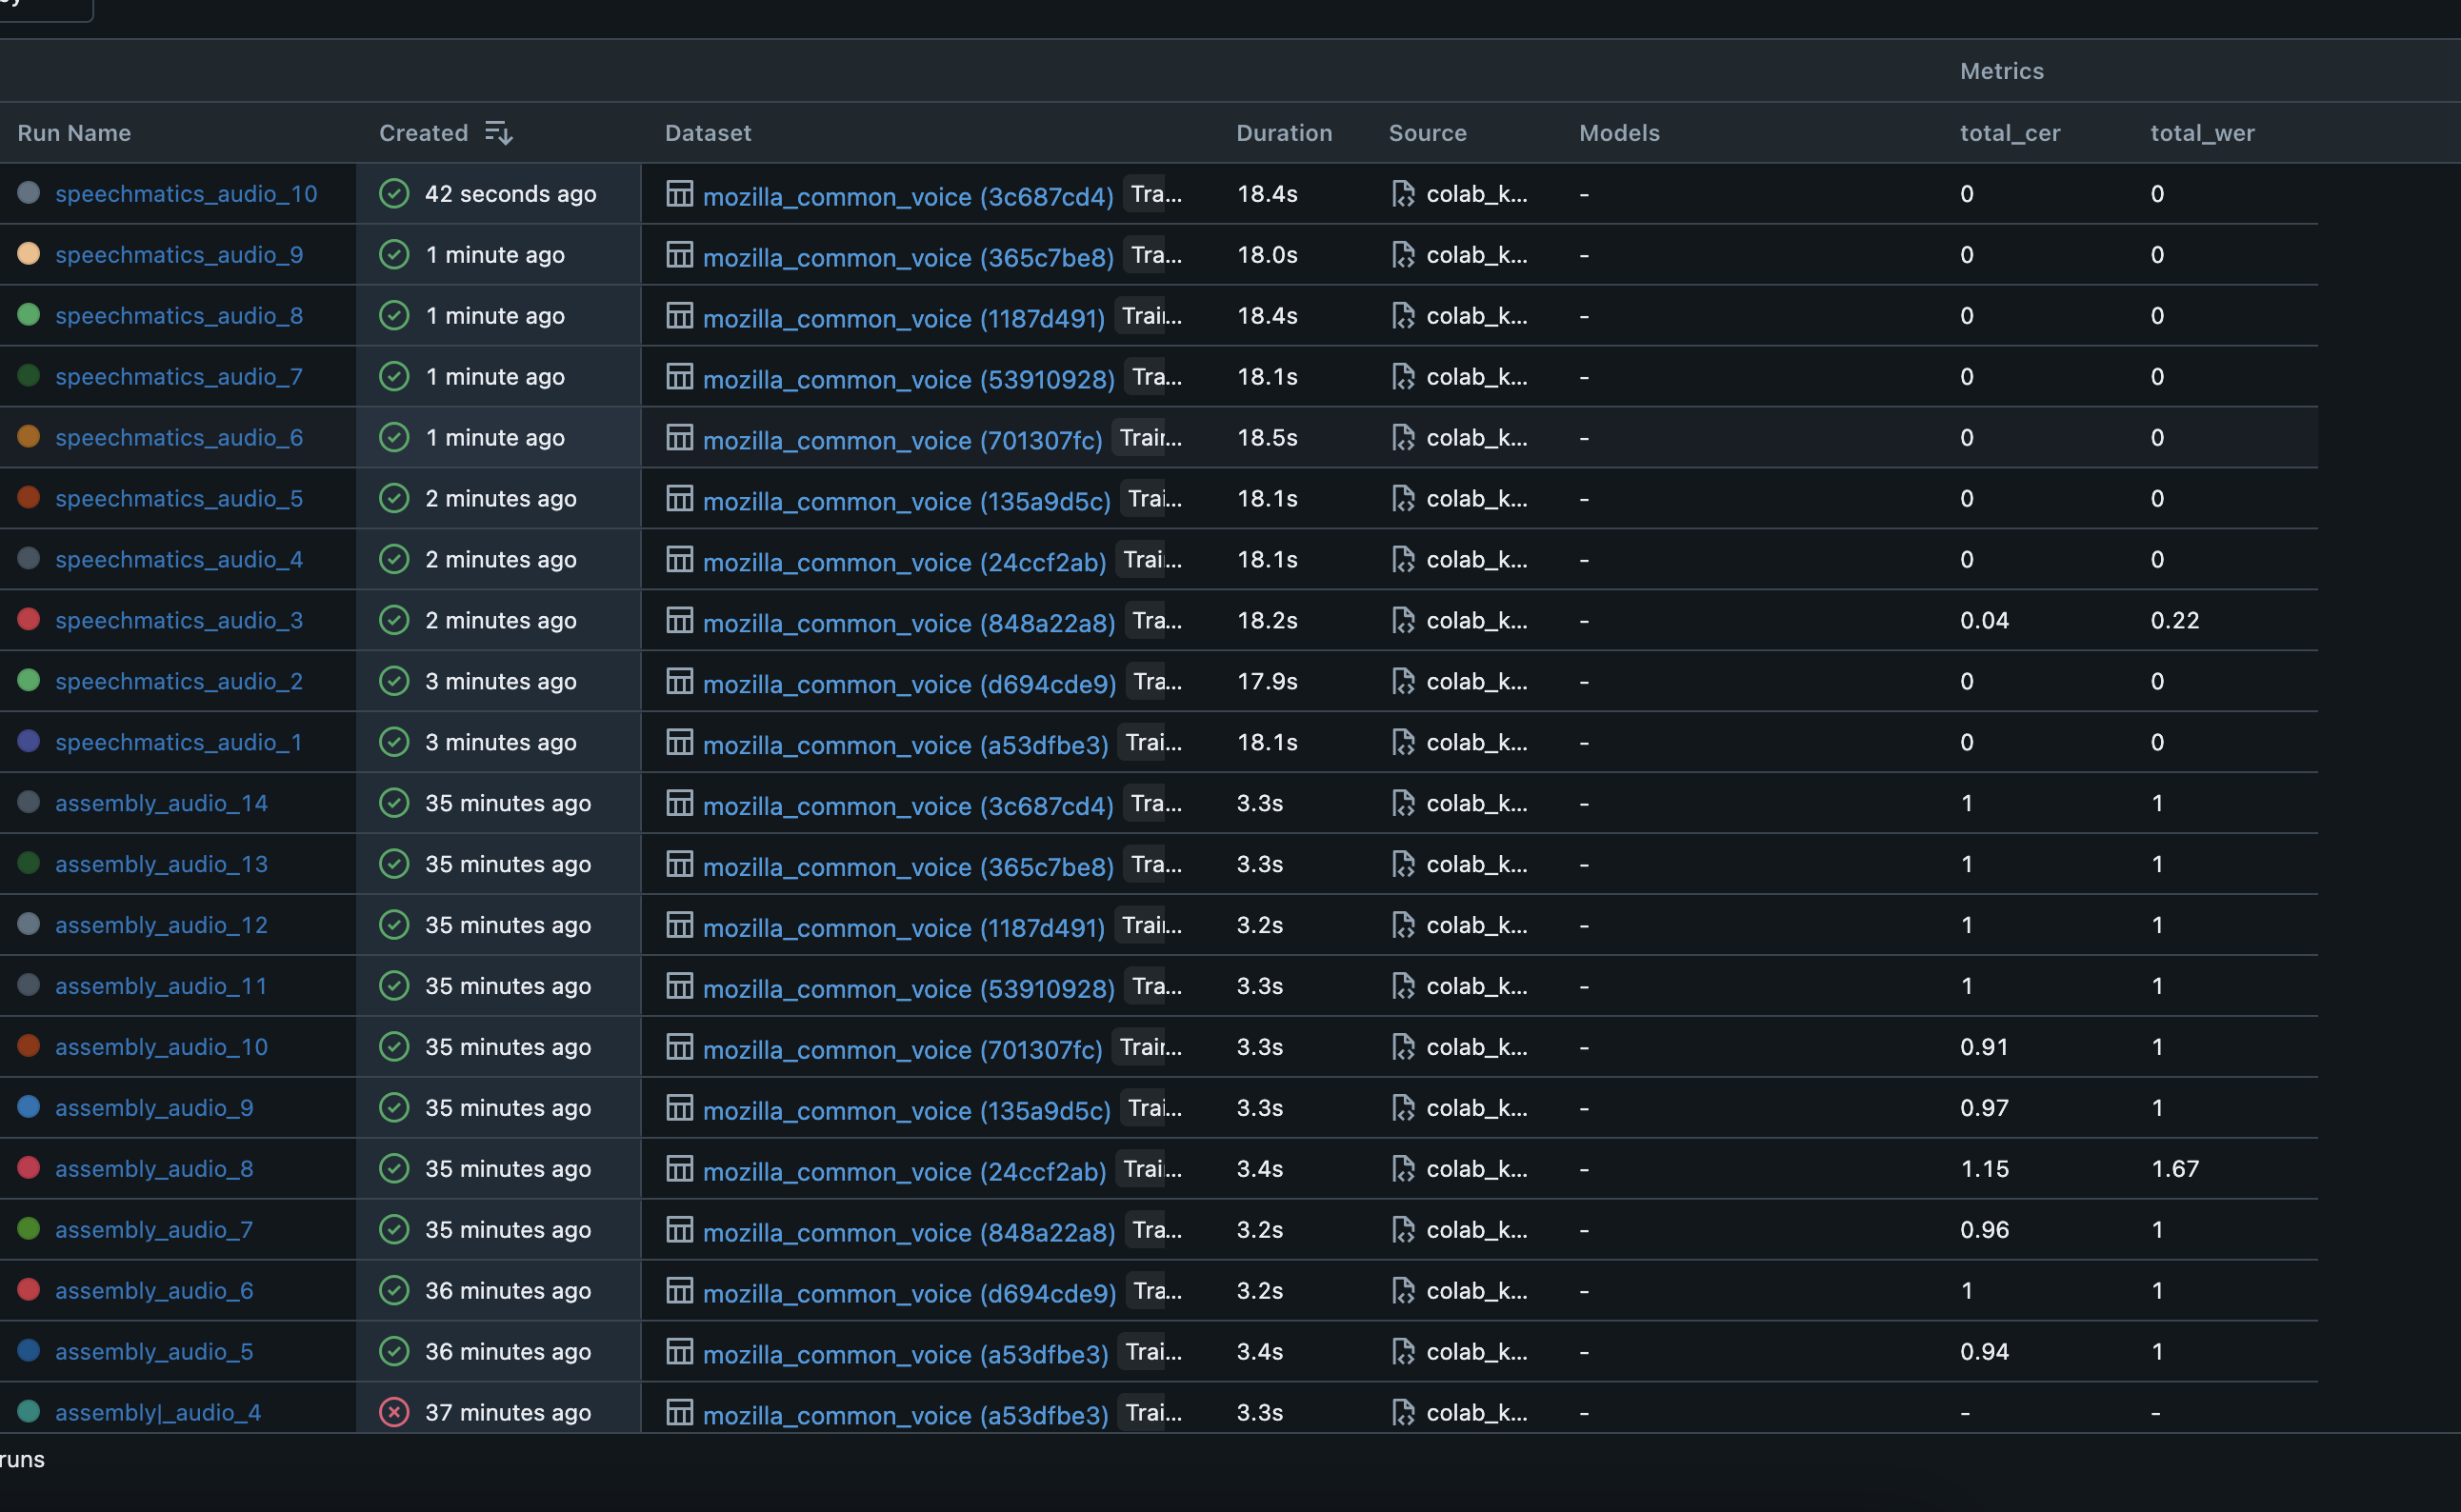 Metrics
Run Name Created Dataset Duration Source Models total_cer total_wer
speechmatics_audio_10 42 seconds ago mozilla_common_voice (3c687cd4) Tra... 18.4s colab_k... - 0 0
speechmatics_audio_9 1 minute ago mozilla_common_voice (365c7be8) Tra... 18.0s colab_k... - 0 0
speechmatics_audio_8 1 minute ago mozilla_common_voice (1187d491) Trai... 18.4s colab_k... - 0 0
speechmatics_audio_7 1 minute ago mozilla_common_voice (53910928) Tra... 18.1s colab_k... - 0 0
speechmatics_audio_6 1 minute ago mozilla_common_voice (701307fc) Trair... 18.5s colab_k... - 0 0
speechmatics_audio_5 2 minutes ago mozilla_common_voice (135a9d5c) Trai... 18.1s colab_k... - 0 0
speechmatics_audio_4 2 minutes ago mozilla_common_voice (24ccf2ab) Trai... 18.1s colab_k... - 0 0
speechmatics_audio_3 2 minutes ago mozilla_common_voice (848a22a8) Tra... 18.2s colab_k... - 0.04 0.22
speechmatics_audio_2 3 minutes ago mozilla_common_voice (d694cde9) Tra... 17.9s colab_k... - 0 0
speechmatics_audio_1 3 minutes ago mozilla_common_voice (a53dfbe3) Trai... 18.1s colab_k... - 0 0
assembly_audio_14 35 minutes ago mozilla_common_voice (3c687cd4) Tra... 3.3s colab_k... - 1 1
assembly_audio_13 35 minutes ago mozilla_common_voice (365c7be8) Tra... 3.3s colab_k... - 1 1
assembly_audio_12 35 minutes ago mozilla_common_voice (1187d491) Trai... 3.2s colab_k... - 1 1
assembly_audio_11 35 minutes ago mozilla_common_voice (53910928) Tra... 3.3s colab_k... - 1 1
assembly_audio_10 35 minutes ago mozilla_common_voice (701307fc) Trair... 3.3s colab_k... - 0.91 1
assembly_audio_9 35 minutes ago mozilla_common_voice (135a9d5c) Trai... 3.3s colab_k... - 0.97 1
assembly_audio_8 35 minutes ago mozilla_common_voice (24ccf2ab) Trai... 3.4s colab_k... - 1.15 1.67
assembly_audio_7 35 minutes ago mozilla_common_voice (848a22a8) Tra... 3.2s colab_k... - 0.96 1
assembly_audio_6 36 minutes ago mozilla_common_voice (d694cde9) Tra... 3.2s colab_k... - 1 1
assembly_audio_5 36 minutes ago mozilla_common_voice (a53dfbe3) Trai... 3.4s colab_k... - 0.94 1
assembly|_audio_4 37 minutes ago mozilla_common_voice (a53dfbe3) Trai... 3.3s colab_k... - - -
runs